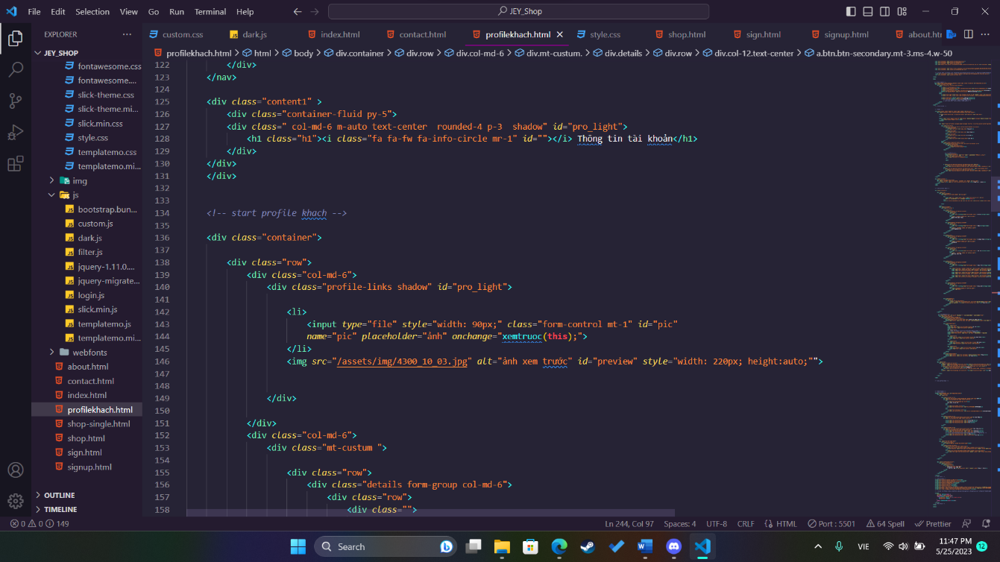 File Edit Selection View Go Run Terminal Help
JEY_Shop
EXPLORER
custom.css
dark.js
index.html
contact.html
profilekhach.html
style.css
shop.html
sign.html
signup.html
about.ht
JEY_SHOP
profilekhach.html > html > body > div.container > div.row > div.col-md-6 > div.mt-custum. > div.details > div.row > div.col-12.text-center > a.btn.btn-secondary.mt-3.ms-4.w-50
fontawesome.css
fontawesome....
slick-theme.css
slick-theme.mi...
slick.min.css
style.css
templatemo.css
templatemo.mi...
img
js
bootstrap.bun...
custom.js
dark.js
filter.js
jquery-1.11.0....
jquery-migrate...
login.js
slick.min.js
templatemo.js
templatemo.mi...
webfonts
about.html
contact.html
index.html
profilekhach.html
shop-single.html
shop.html
sign.html
signup.html
OUTLINE
TIMELINE
122 </div>
123 </nav>
124
125 <div class="content1" >
126 <div class="container-fluid py-5">
127 <div class=" col-md-6 m-auto text-center  rounded-4 p-3  shadow" id="pro_light">
128 <h1 class="h1"><i class="fa fa-fw fa-info-circle mr-1" id=""></i> Thông tin tài khoản</h1>
129 </div>
130 </div>
131 </div>
132
133
134 <!-- start profile khach -->
135
136 <div class="container">
137
138 <div class="row">
139 <div class="col-md-6">
140 <div class="profile-links shadow" id="pro_light">
141
142 <li>
143 <input type="file" style="width: 90px;" class="form-control mt-1" id="pic"
144 name="pic" placeholder="ảnh" onchange="xemtruoc(this);">
145 </li>
146 <img src="/assets/img/4300_10_03.jpg" alt="ảnh xem trước" id="preview" style="width: 220px; height:auto;"">
147
148
149 </div>
150
151 </div>
152 <div class="col-md-6">
153 <div class="mt-custum ">
154
155 <div class="row">
156 <div class="details form-group col-md-6">
157 <div class="row">
158 <div class="">
0 0 149
Ln 244, Col 97 Spaces: 4 UTF-8 CRLF {} HTML Port : 5501 64 Spell Prettier
Search
VIE
11:47 PM
5/25/2023
12